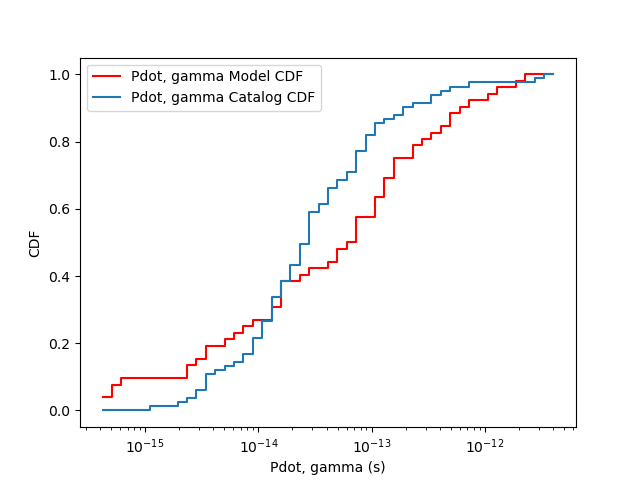 Pdot, gamma Model CDF
Pdot, gamma Catalog CDF
1.0
0.8
0.6
0.4
0.2
0.0
CDF
10⁻¹⁵ 10⁻¹⁴ 10⁻¹³ 10⁻¹²
Pdot, gamma (s)